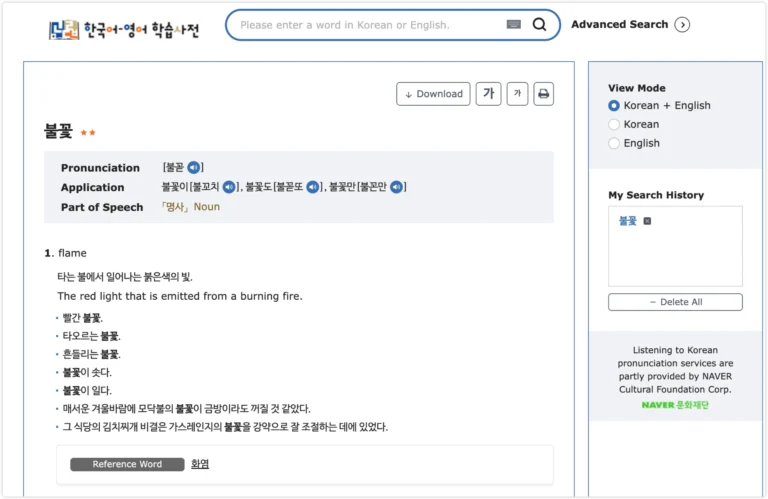 한국어-영어 학습사전
Please enter a word in Korean or English.
Advanced Search
↓ Download 가 가
불꽃 ★★
Pronunciation [불꼳 ]
Application 불꽃이[불꼬치 ], 불꽃도[불꼳또 ], 불꽃만[불꼰만 ]
Part of Speech 「명사」 Noun
1. flame
타는 불에서 일어나는 붉은색의 빛.
The red light that is emitted from a burning fire.
• 빨간 불꽃.
• 타오르는 불꽃.
• 흔들리는 불꽃.
• 불꽃이 솟다.
• 불꽃이 일다.
• 매서운 겨울바람에 모닥불의 불꽃이 금방이라도 꺼질 것 같았다.
• 그 식당의 김치찌개 비결은 가스레인지의 불꽃을 강약으로 잘 조절하는 데에 있었다.
Reference Word 화염
View Mode
Korean + English
Korean
English
My Search History
불꽃
− Delete All
Listening to Korean
pronunciation services are
partly provided by NAVER
Cultural Foundation Corp.
NAVER 문화재단